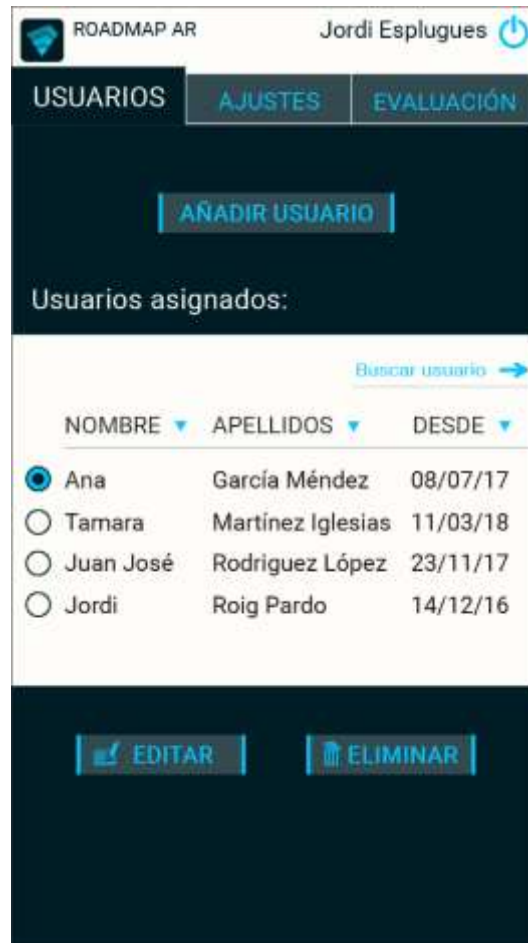 ROADMAP AR Jordi Esplugues
USUARIOS AJUSTES EVALUACIÓN
AÑADIR USUARIO
Usuarios asignados:
Buscar usuario
NOMBRE APELLIDOS DESDE
Ana García Méndez 08/07/17
Tamara Martínez Iglesias 11/03/18
Juan José Rodriguez López 23/11/17
Jordi Roig Pardo 14/12/16
EDITAR ELIMINAR